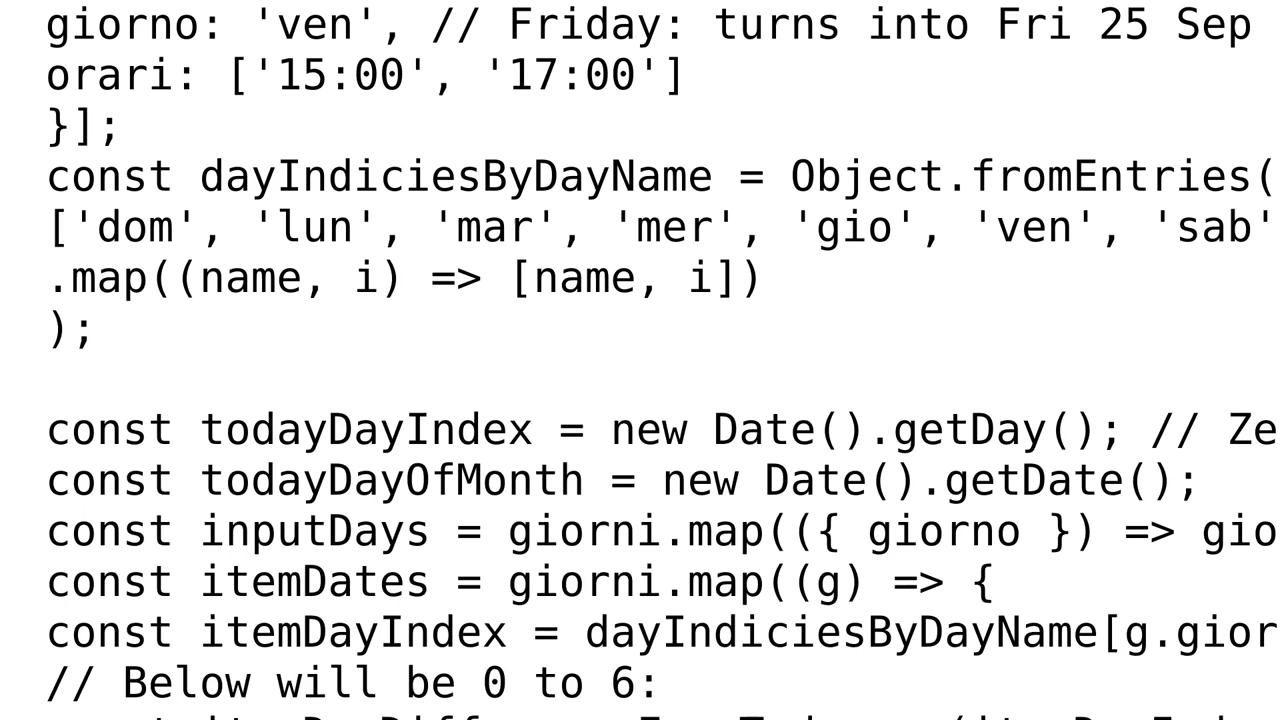 giorno: 'ven', // Friday: turns into Fri 25 Sep
orari: ['15:00', '17:00']
}];
const dayIndiciesByDayName = Object.fromEntries(
['dom', 'lun', 'mar', 'mer', 'gio', 'ven', 'sab'
.map((name, i) => [name, i])
);
const todayDayIndex = new Date().getDay(); // Ze
const todayDayOfMonth = new Date().getDate();
const inputDays = giorni.map(({ giorno }) => gio
const itemDates = giorni.map((g) => {
const itemDayIndex = dayIndiciesByDayName[g.gior
// Below will be 0 to 6: